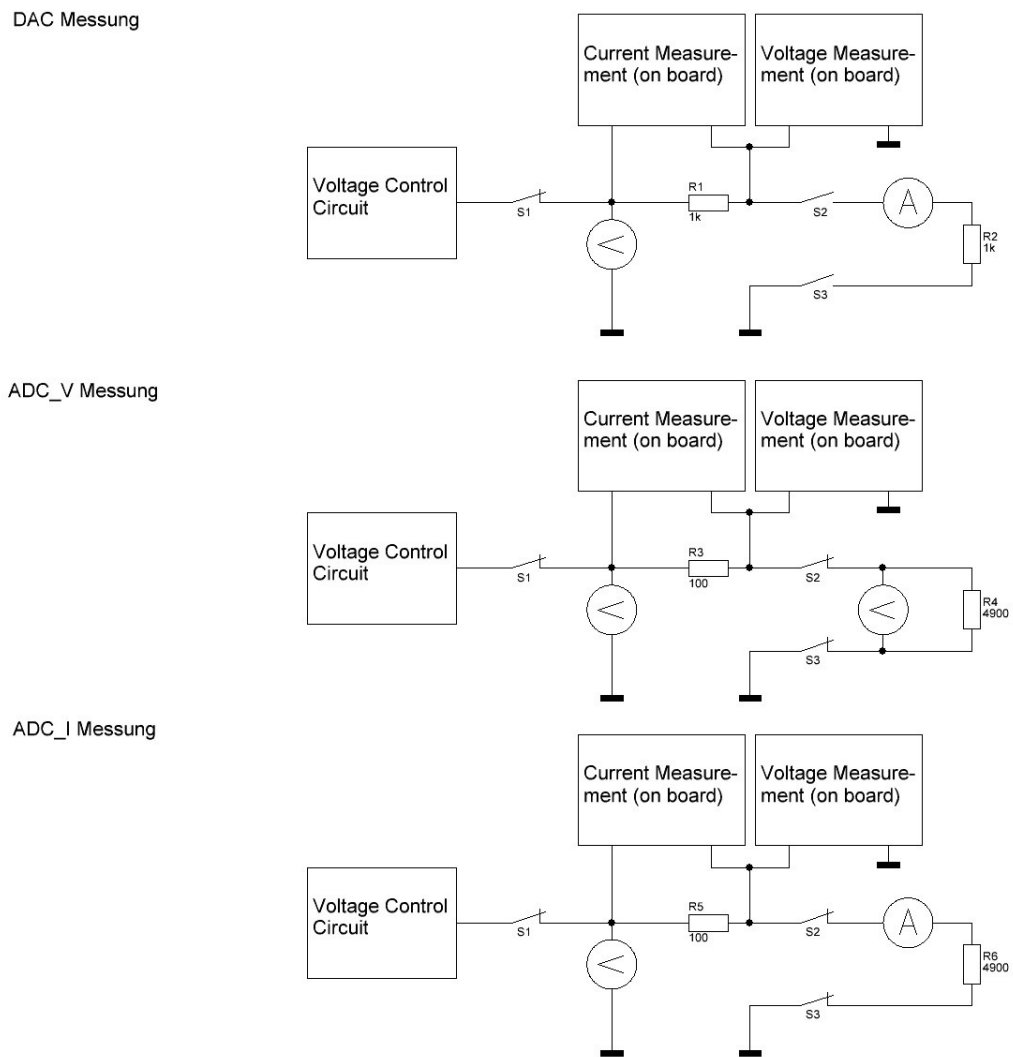 DAC Messung
Current Measure-
ment (on board)
Voltage Measure-
ment (on board)
Voltage Control
Circuit
S1
R1
1k
S2
A
R2
1k
V
S3
ADC_V Messung
Current Measure-
ment (on board)
Voltage Measure-
ment (on board)
Voltage Control
Circuit
S1
R3
100
S2
V
V
R4
4900
S3
ADC_I Messung
Current Measure-
ment (on board)
Voltage Measure-
ment (on board)
Voltage Control
Circuit
S1
R5
100
S2
A
V
R6
4900
S3